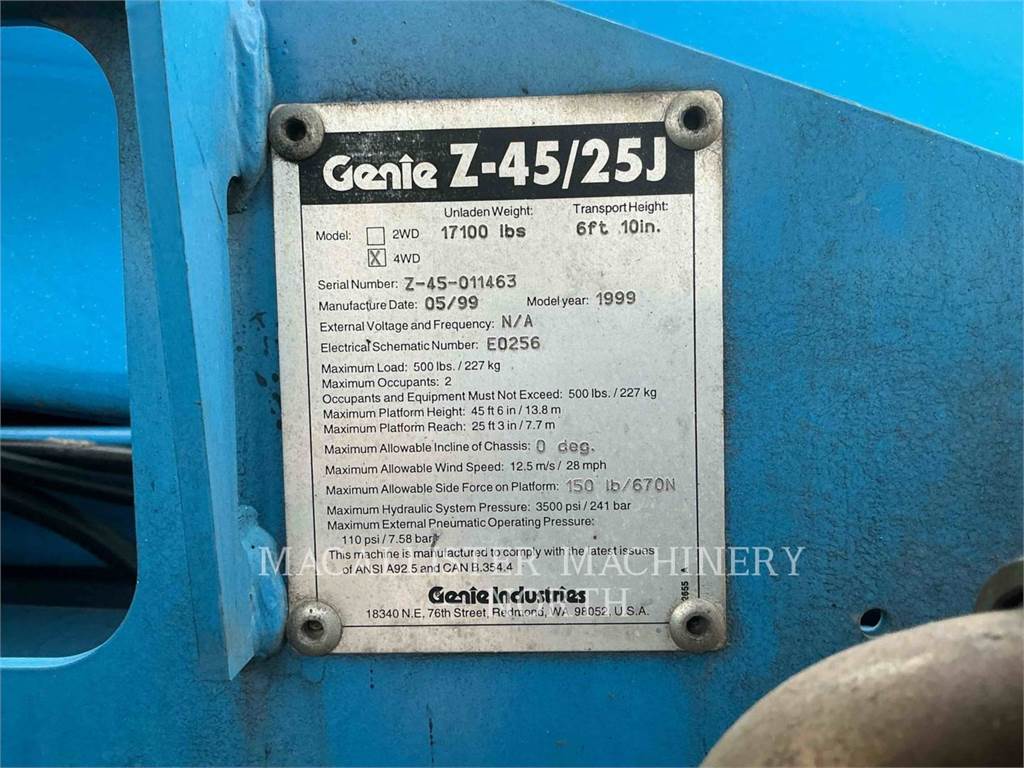 Genie Z-45/25J
Unladen Weight: Transport Height:
Model: 2WD 17100 lbs 6ft 10in.
X 4WD
Serial Number: Z-45-011463
Manufacture Date: 05/99 Model year: 1999
External Voltage and Frequency: N/A
Electrical Schematic Number: E0256
Maximum Load: 500 lbs. / 227 kg
Maximum Occupants: 2
Occupants and Equipment Must Not Exceed: 500 lbs. / 227 kg
Maximum Platform Height: 45 ft 6 in / 13.8 m
Maximum Platform Reach: 25 ft 3 in / 7.7 m
Maximum Allowable Incline of Chassis: 0 deg.
Maximum Allowable Wind Speed: 12.5 m/s / 28 mph
Maximum Allowable Side Force on Platform: 150 lb/670N
Maximum Hydraulic System Pressure: 3500 psi / 241 bar
Maximum External Pneumatic Operating Pressure:
110 psi / 7.58 bar
This machine is manufactured to comply with the latest issues
of ANSI A92.5 and CAN B.354.4
MACALLISTER MACHINERY
Genie Industries
18340 N.E. 76th Street, Redmond, WA 98052, U.S.A.